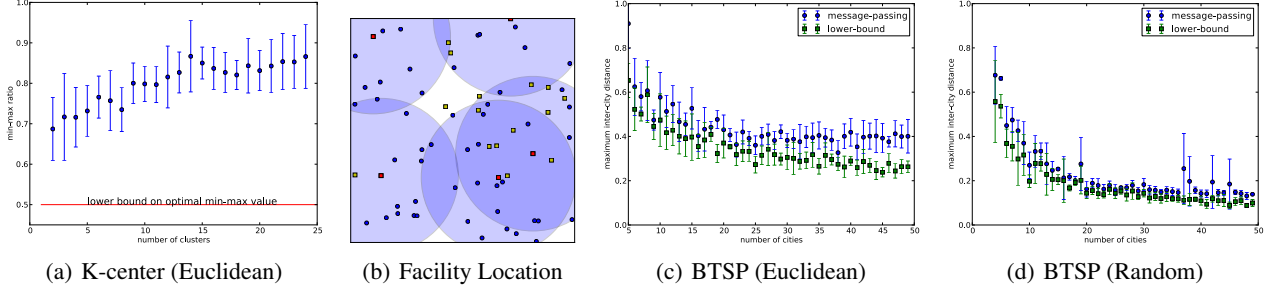 min-max ratio
1.0
0.9
0.8
0.7
0.6
0.5
0.4
lower bound on optimal min-max value
0 5 10 15 20 25
number of clusters
(a) K-center (Euclidean)
(b) Facility Location
maximum inter-city distance
1.0
0.8
0.6
0.4
0.2
0.0
message-passing
lower-bound
5 10 15 20 25 30 35 40 45 50
number of cities
(c) BTSP (Euclidean)
maximum inter-city distance
1.0
0.8
0.6
0.4
0.2
0.0
message-passing
lower-bound
0 10 20 30 40 50
number of cities
(d) BTSP (Random)